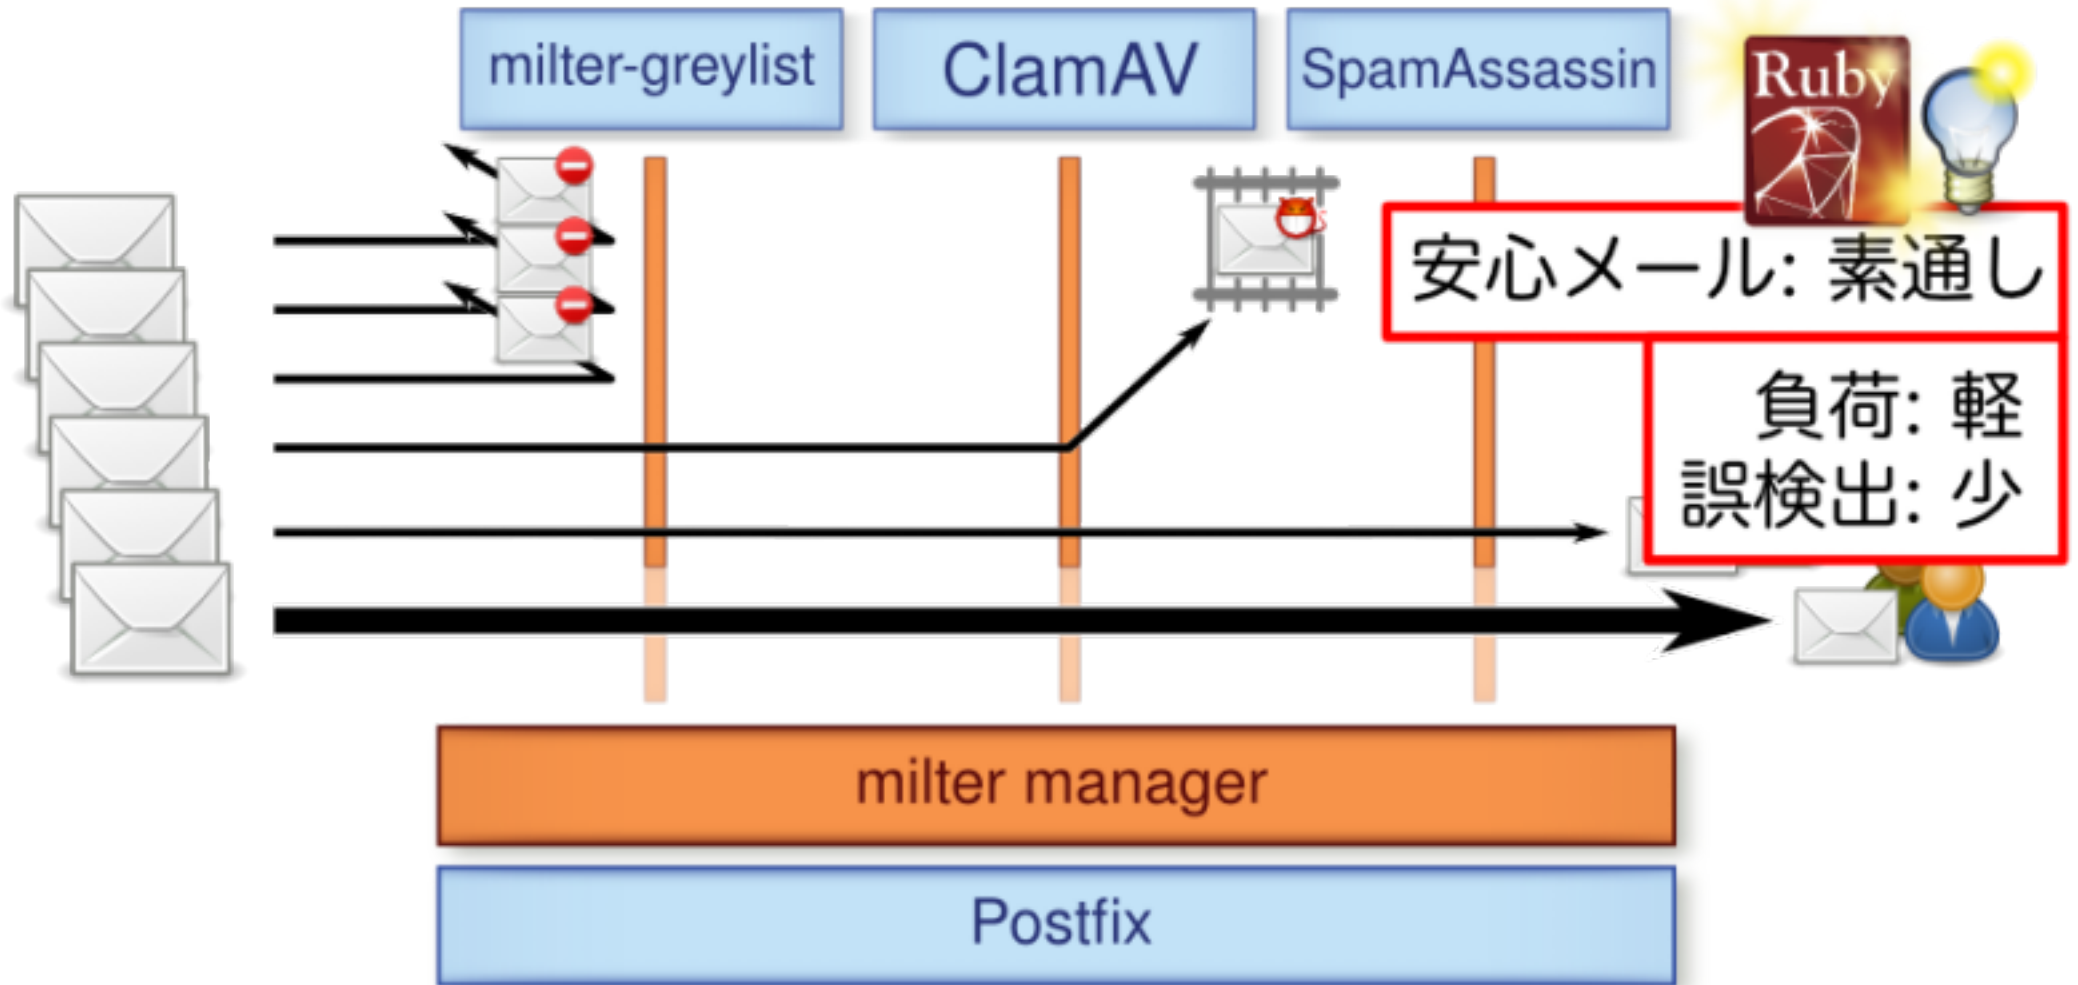 milter-greylist
ClamAV
SpamAssassin
Ruby
安心メール: 素通し
負荷: 軽
誤検出: 少
milter manager
Postfix